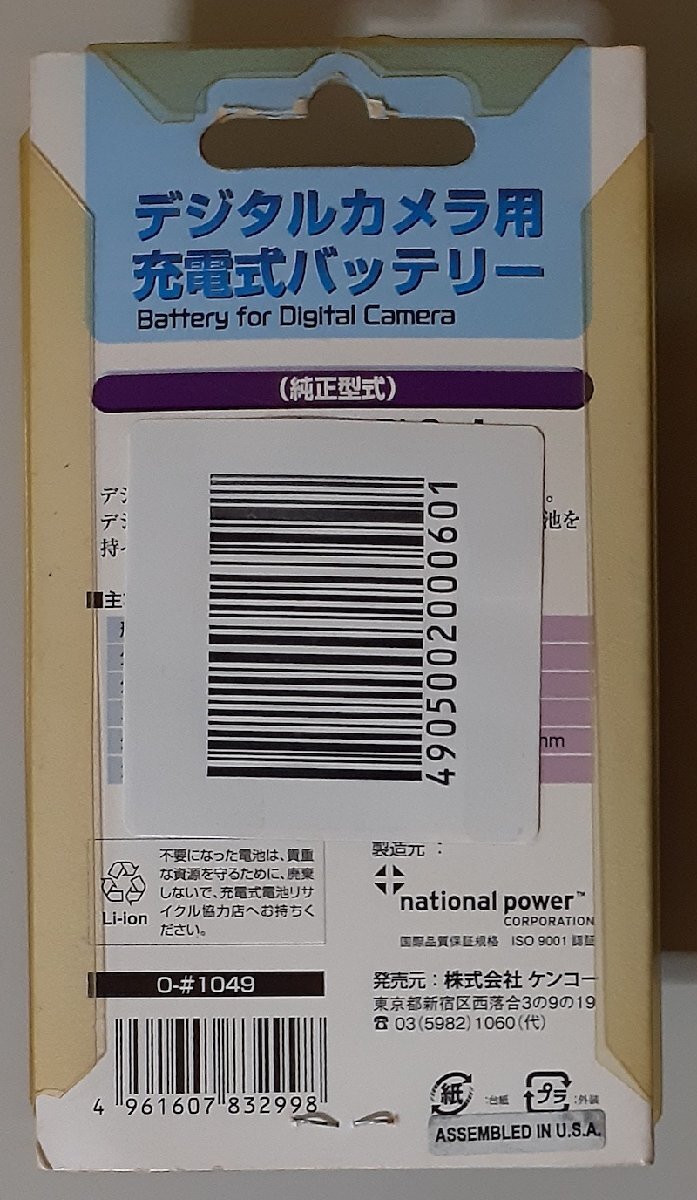 デジタルカメラ用
充電式バッテリー
Battery for Digital Camera
(純正型式)
デジ
。
デジ
池を
持
■主
mm
4905002000601
不要になった電池は、貴重
な資源を守るために、廃棄
しないで、充電式電池リサ
イクル協力店へお持ちく
ださい。
Li-ion
製造元：
national power™
CORPORATION
国際品質保証規格 ISO 9001 認証
O-#1049
発売元：株式会社 ケンコー
東京都新宿区西落合3の9の19
☎ 03(5982)1060(代)
4 961607 832998
紙 :台紙 プラ :外装
ASSEMBLED IN U.S.A.